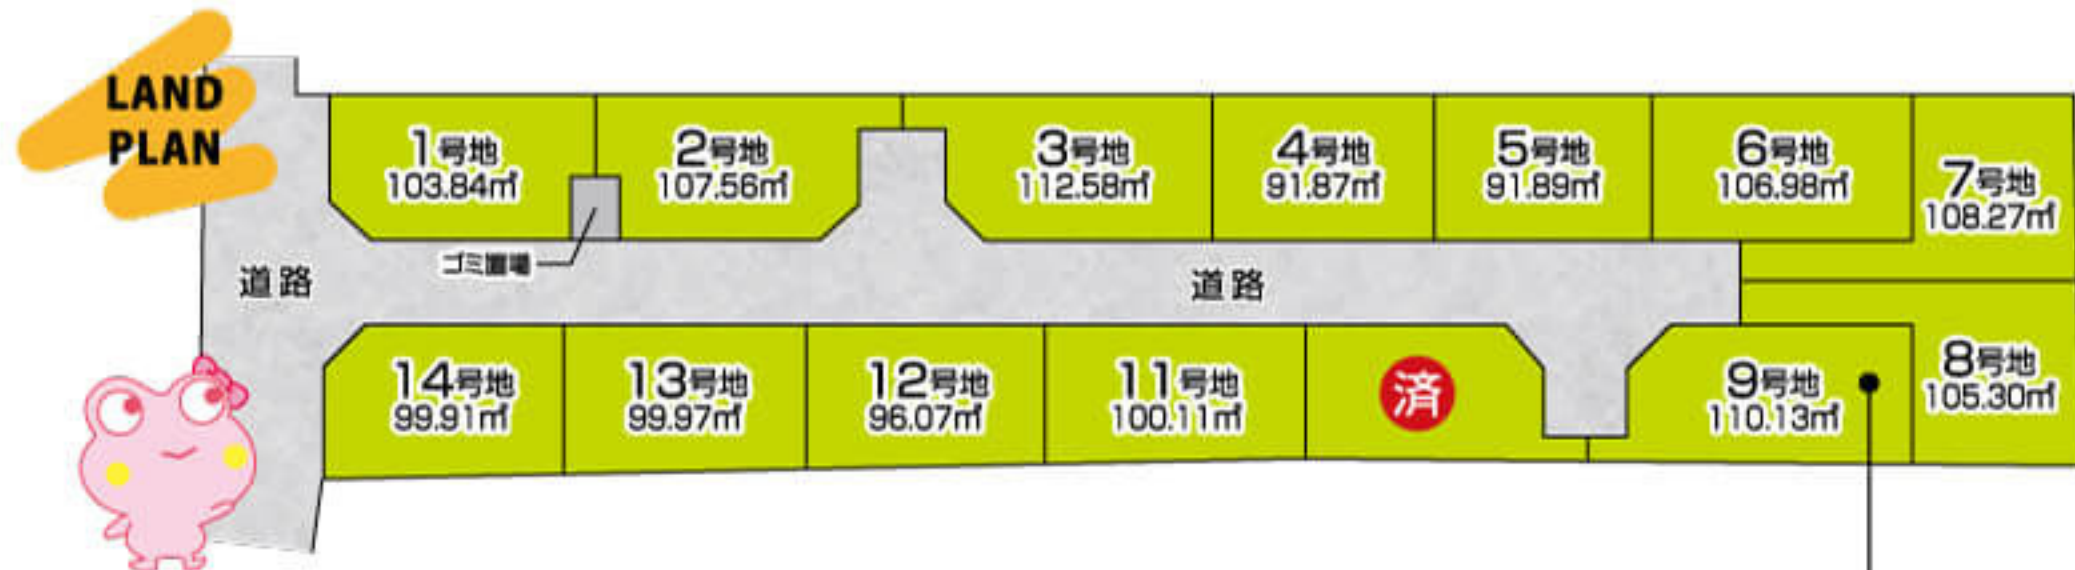 LAND
PLAN
1号地
103.84㎡
2号地
107.56㎡
3号地
112.58㎡
4号地
91.87㎡
5号地
91.89㎡
6号地
106.98㎡
7号地
108.27㎡
ゴミ置場
道路
道路
14号地
99.91㎡
13号地
99.97㎡
12号地
96.07㎡
11号地
100.11㎡
済
9号地
110.13㎡
8号地
105.30㎡